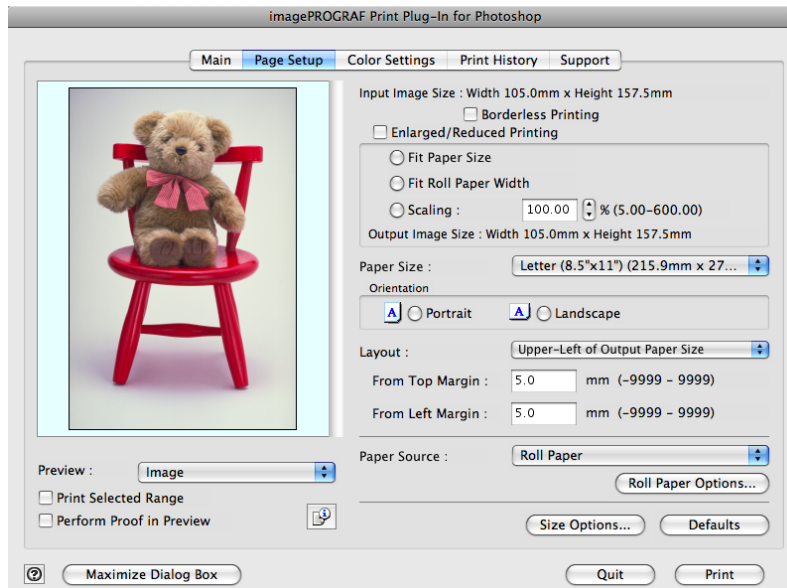 imagePROGRAF Print Plug-In for Photoshop
Main Page Setup Color Settings Print History Support
Input Image Size : Width 105.0mm x Height 157.5mm
Borderless Printing
Enlarged/Reduced Printing
Fit Paper Size
Fit Roll Paper Width
Scaling : 100.00 % (5.00-600.00)
Output Image Size : Width 105.0mm x Height 157.5mm
Paper Size : Letter (8.5"x11") (215.9mm x 27...
Orientation
A Portrait A Landscape
Layout : Upper-Left of Output Paper Size
From Top Margin : 5.0 mm (-9999 - 9999)
From Left Margin : 5.0 mm (-9999 - 9999)
Paper Source : Roll Paper
Roll Paper Options...
Preview : Image
Print Selected Range
Perform Proof in Preview
Size Options... Defaults
? Maximize Dialog Box Quit Print